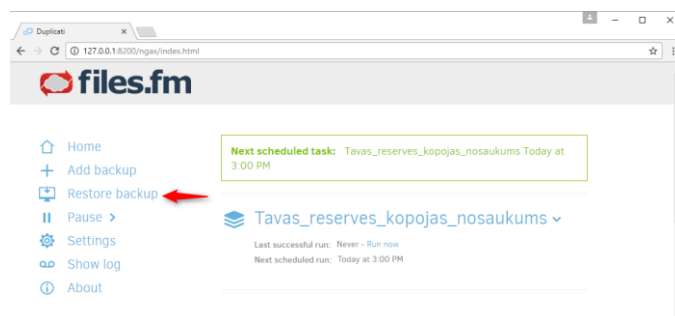 Duplicati
127.0.0.1:8200/ngax/index.html
files.fm
Home
Add backup
Restore backup
Pause
Settings
Show log
About
Next scheduled task: Tavas_reserves_kopojas_nosaukums Today at
3:00 PM
Tavas_reserves_kopojas_nosaukums
Last successful run: Never - Run now
Next scheduled run: Today at 3:00 PM